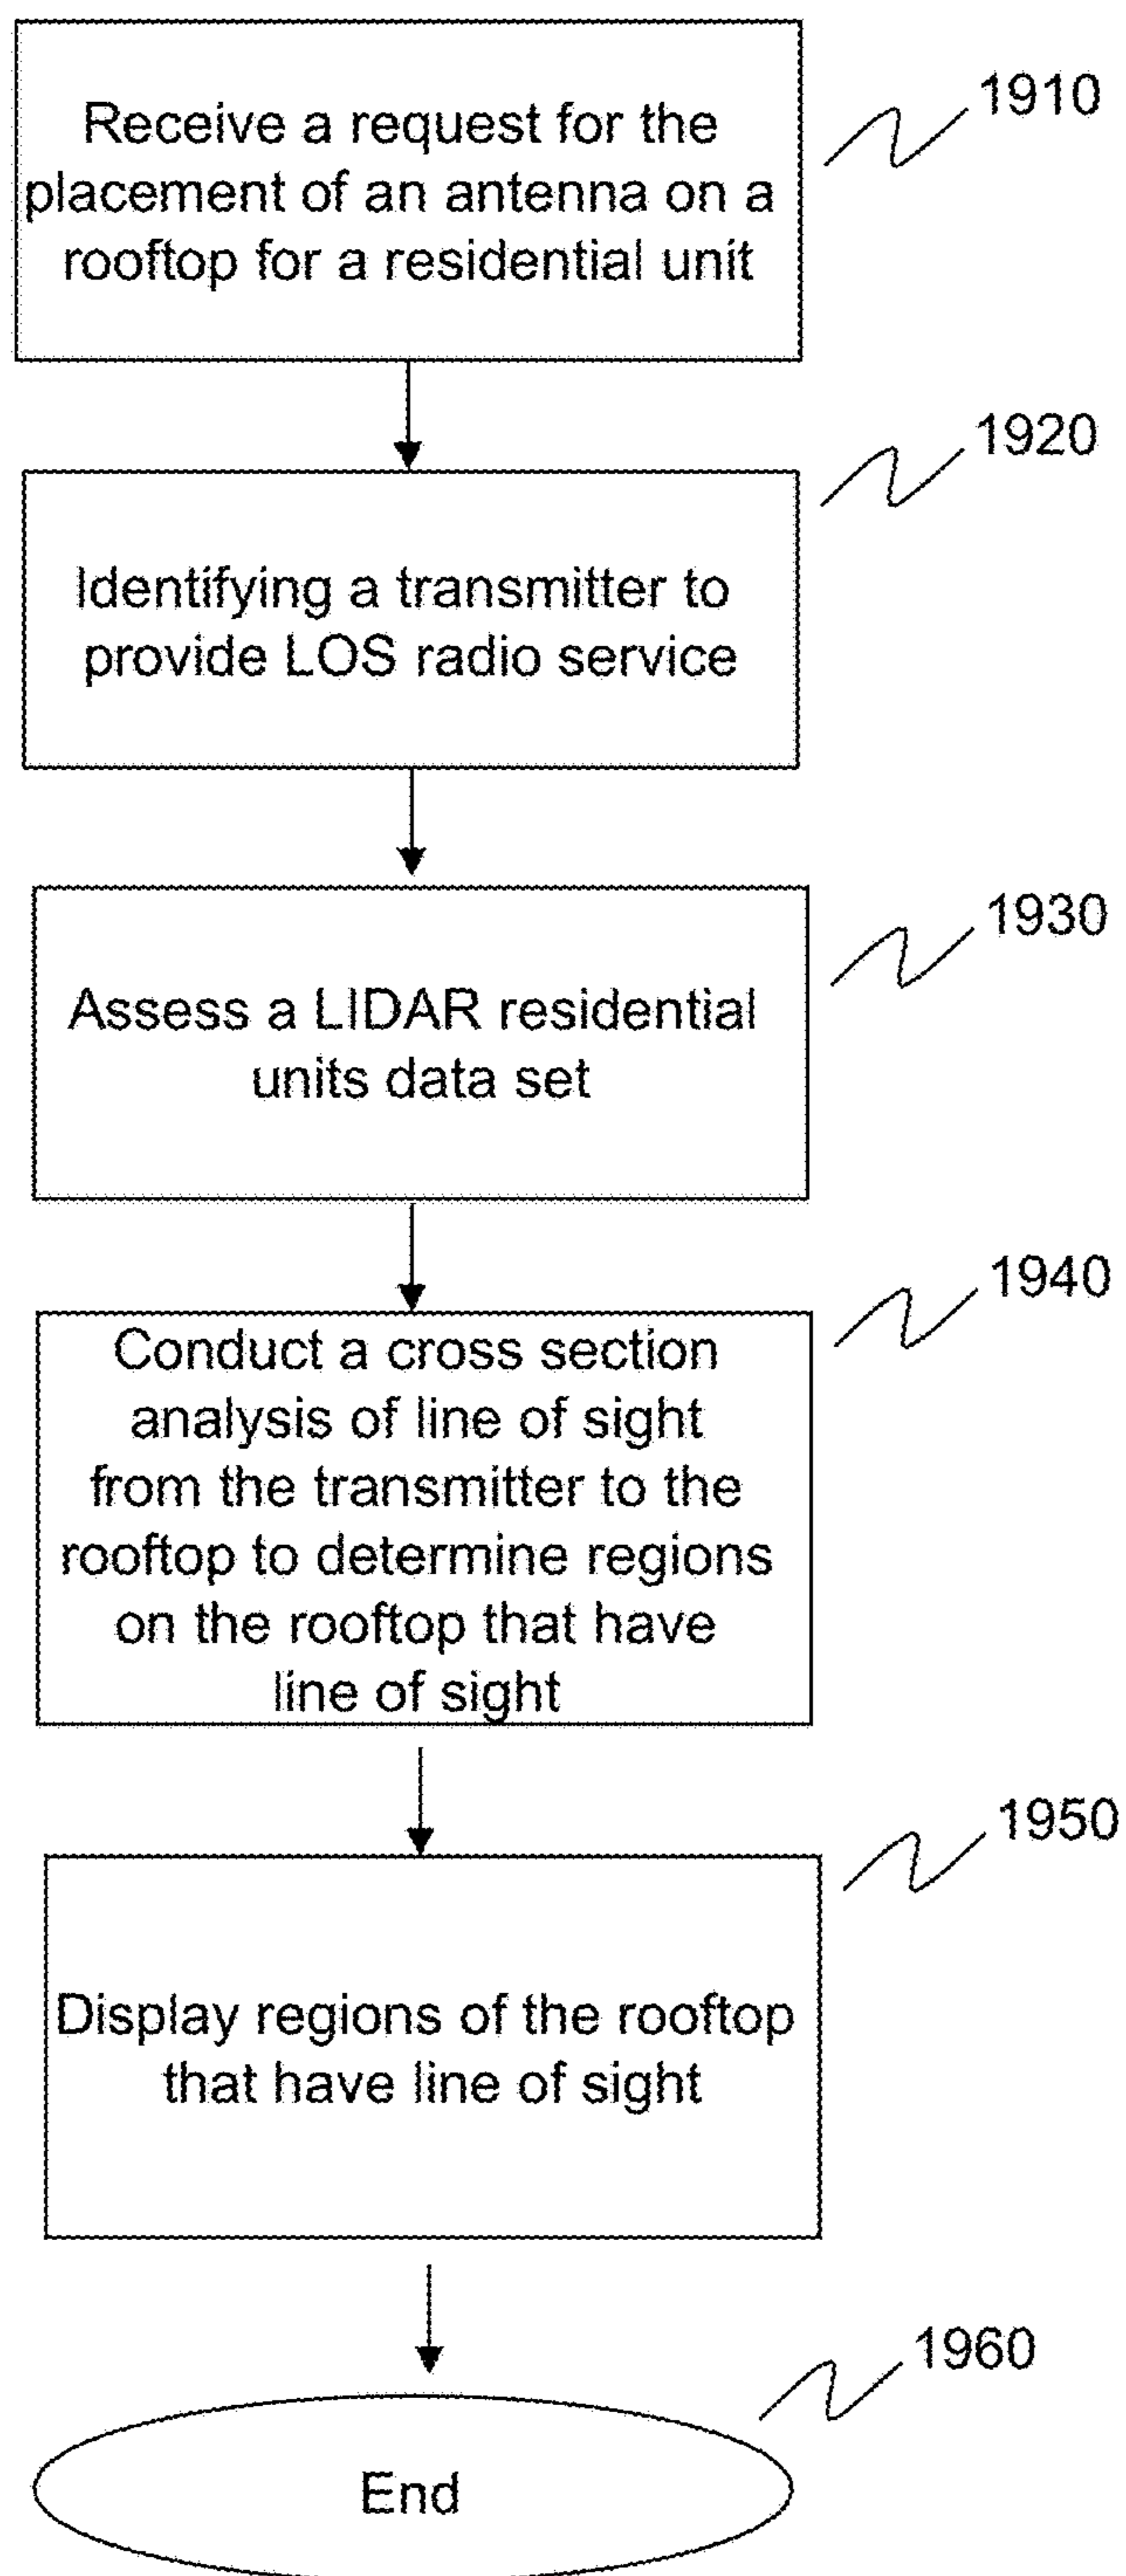 Receive a request for the
placement of an antenna on a
rooftop for a residential unit
1910
Identifying a transmitter to
provide LOS radio service
1920
Assess a LIDAR residential
units data set
1930
Conduct a cross section
analysis of line of sight
from the transmitter to the
rooftop to determine regions
on the rooftop that have
line of sight
1940
Display regions of the rooftop
that have line of sight
1950
End
1960